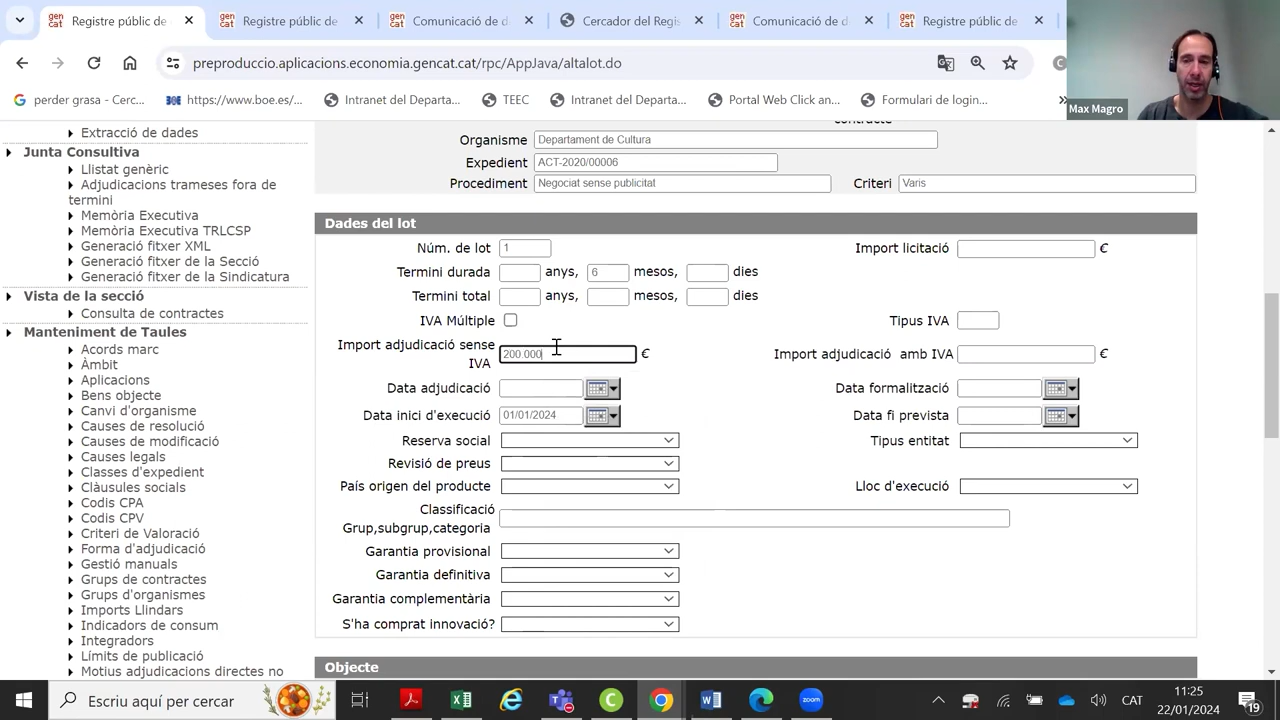 Registre públic de
Registre públic de
Comunicació de d
Cercador del Regis
Comunicació de d
Registre públic de
preproduccio.aplicacions.economia.gencat.cat/rpc/AppJava/altalot.do
perder grasa - Cerc...
https://www.boe.es/...
Intranet del Departa...
TEEC
Intranet del Departa...
Portal Web Click an...
Formulari de login...
Max Magro
Extracció de dades
Junta Consultiva
Llistat genèric
Adjudicacions trameses fora de
termini
Memòria Executiva
Memòria Executiva TRLCSP
Generació fitxer XML
Generació fitxer de la Secció
Generació fitxer de la Sindicatura
Vista de la secció
Consulta de contractes
Manteniment de Taules
Acords marc
Àmbit
Aplicacions
Bens objecte
Canvi d'organisme
Causes de resolució
Causes de modificació
Causes legals
Classes d'expedient
Clàusules socials
Codis CPA
Codis CPV
Criteri de Valoració
Forma d'adjudicació
Gestió manuals
Grups de contractes
Grups d'organismes
Imports Llindars
Indicadors de consum
Integradors
Límits de publicació
Motius adjudicacions directes no
contracte
Organisme Departament de Cultura
Expedient ACT-2020/00006
Procediment Negociat sense publicitat Criteri Varis
Dades del lot
Núm. de lot 1 Import licitació €
Termini durada anys, 6 mesos, dies
Termini total anys, mesos, dies
IVA Múltiple Tipus IVA
Import adjudicació sense
IVA 200.000 € Import adjudicació amb IVA €
Data adjudicació Data formalització
Data inici d'execució 01/01/2024 Data fi prevista
Reserva social Tipus entitat
Revisió de preus
País origen del producte Lloc d'execució
Classificació
Grup,subgrup,categoria
Garantia provisional
Garantia definitiva
Garantia complementària
S'ha comprat innovació?
Objecte
Escriu aquí per cercar
zoom
CAT
11:25
22/01/2024
19